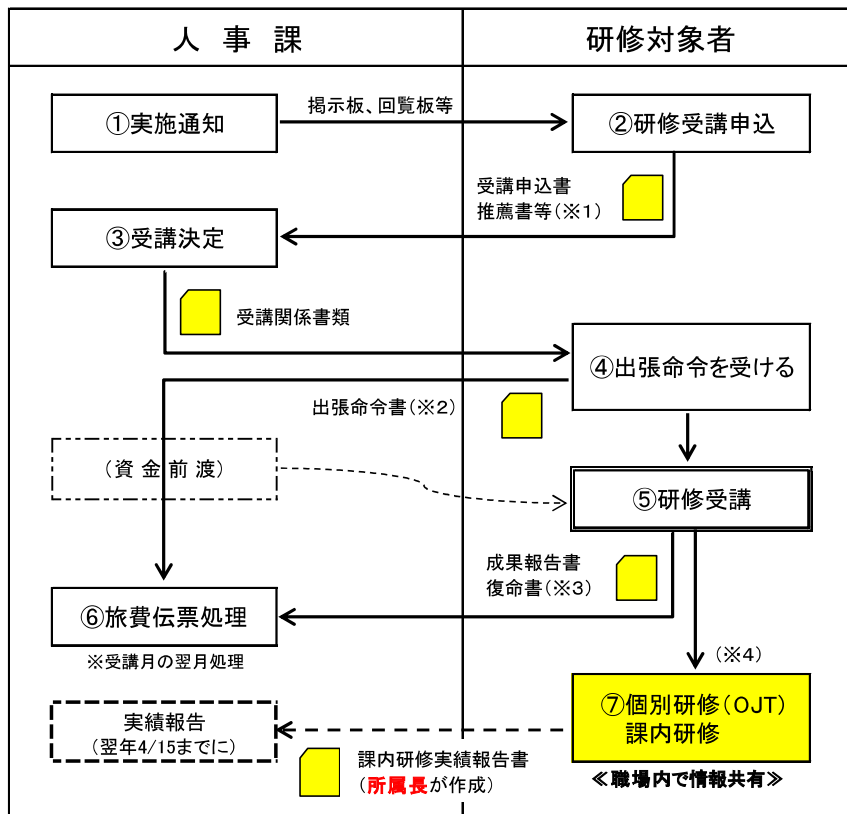 人 事 課
研修対象者
①実施通知
掲示板、回覧板等
②研修受講申込
受講申込書
推薦書等(※1)
③受講決定
受講関係書類
④出張命令を受ける
出張命令書(※2)
(資 金 前 渡)
⑤研修受講
成果報告書
復命書(※3)
⑥旅費伝票処理
※受講月の翌月処理
(※4)
⑦個別研修(OJT)
課内研修
実績報告
(翌年4/15までに)
課内研修実績報告書
(所属長が作成)
≪職場内で情報共有≫